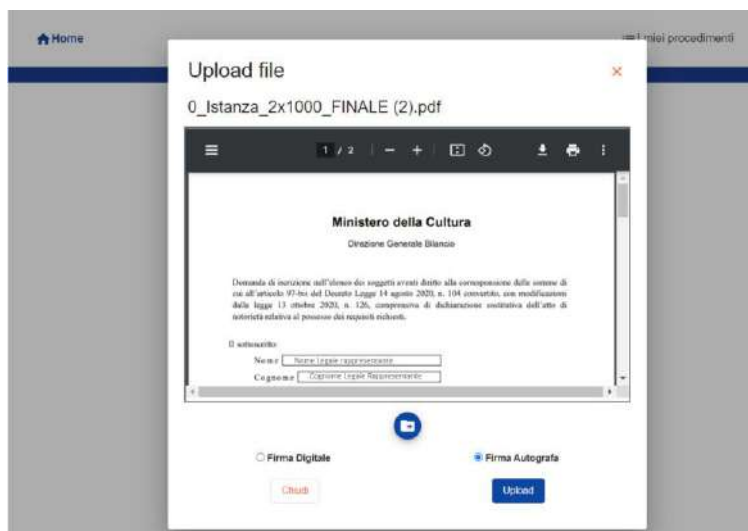 Home
I miei procedimenti
Upload file
0_Istanza_2x1000_FINALE (2).pdf
1 / 2
Ministero della Cultura
Direzione Generale Bilancio
Domanda di iscrizione nell'elenco dei soggetti aventi diritto alla corresponsione delle somme di
cui all'articolo 97-bis del Decreto Legge 14 agosto 2020, n. 104 convertito, con modificazioni
dalla legge 13 ottobre 2020, n. 126, comprensiva di dichiarazione sostitutiva dell'atto di
notorietà relativa al possesso dei requisiti richiesti.
Il sottoscritto
Nome Nome Legale rappresentante
Cognome Cognome Legale Rappresentante
Firma Digitale
Firma Autografa
Chiudi
Upload